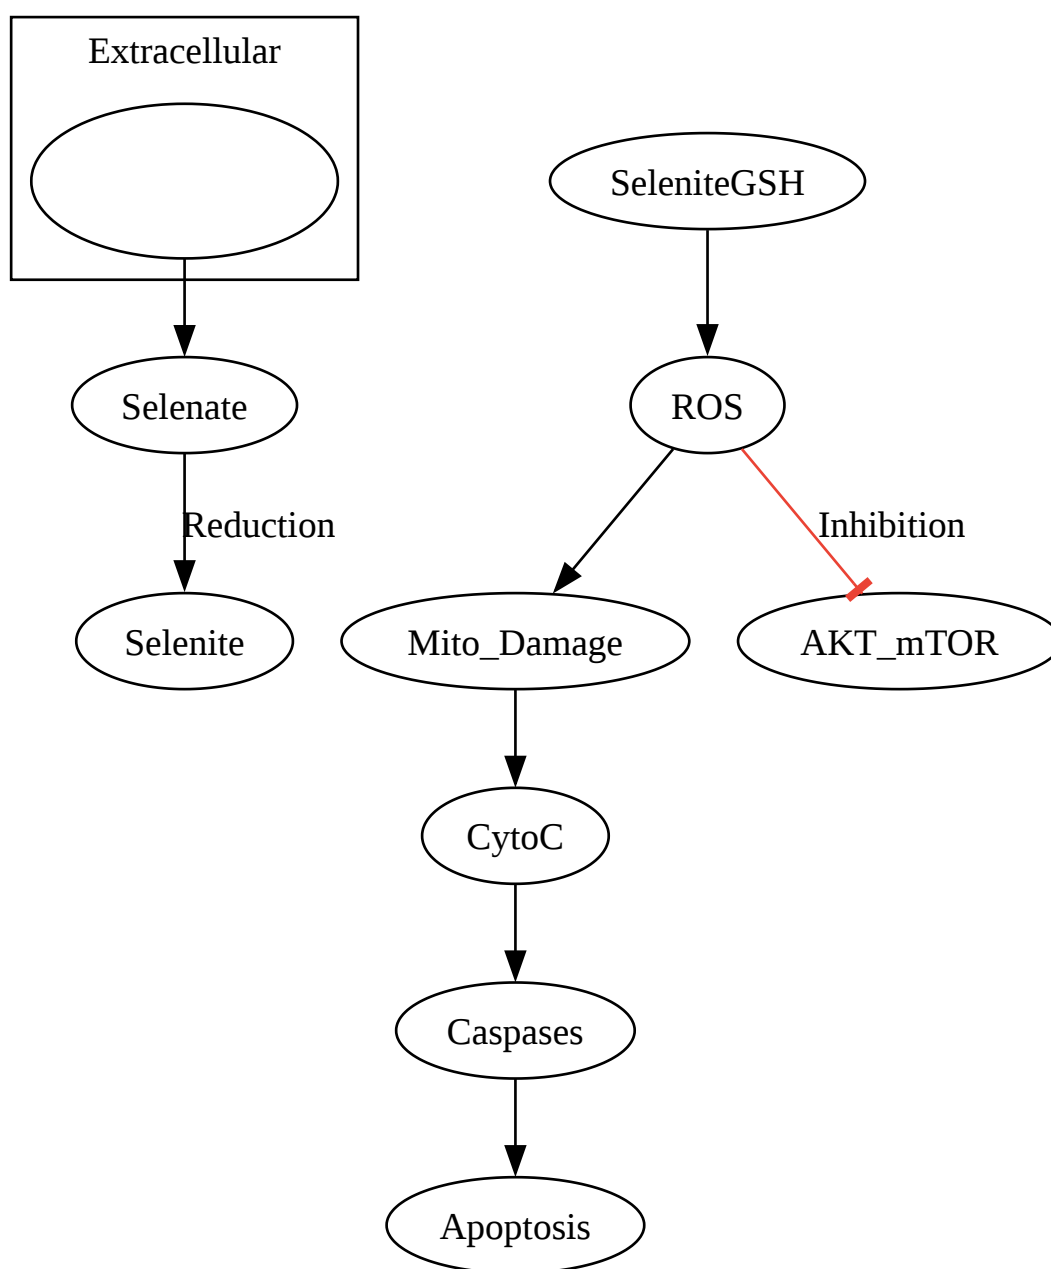 Extracellular
SeleniteGSH
Selenate
ROS
Reduction
Inhibition
Selenite
Mito_Damage
AKT_mTOR
CytoC
Caspases
Apoptosis